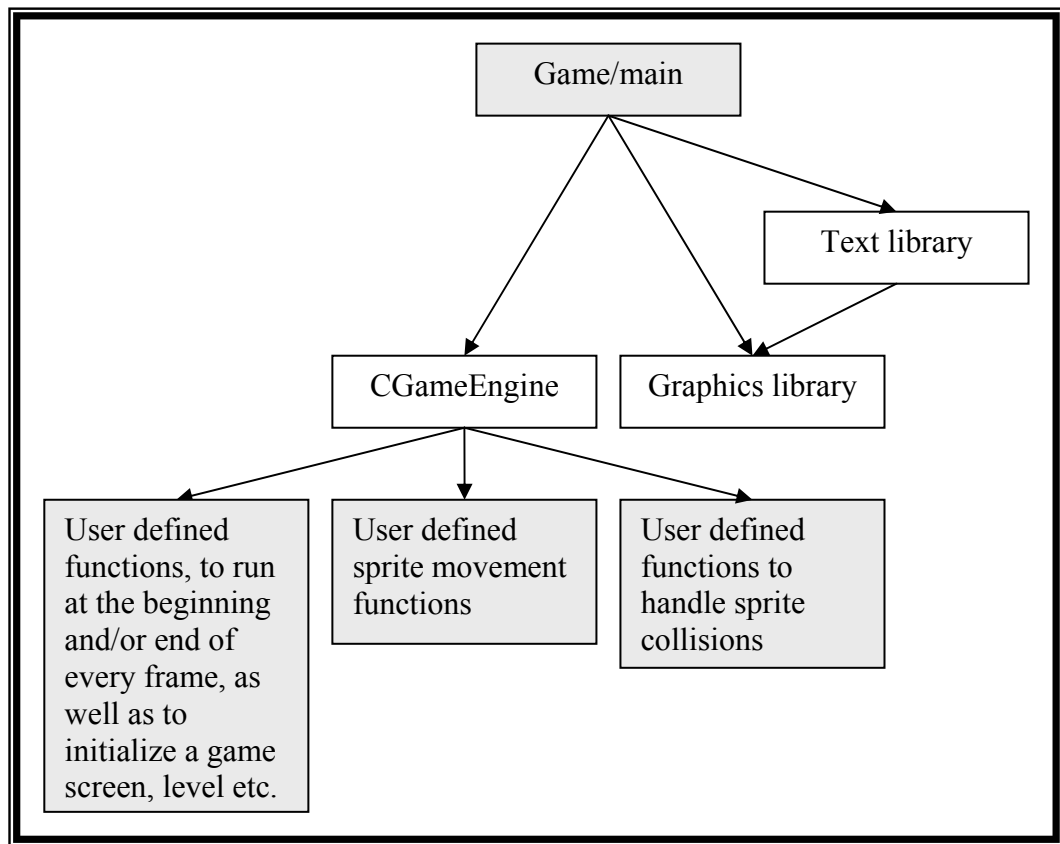 Game/main
Text library
CGameEngine
Graphics library
User defined
functions, to run
at the beginning
and/or end of
every frame, as
well as to
initialize a game
screen, level etc.
User defined
sprite movement
functions
User defined
functions to
handle sprite
collisions